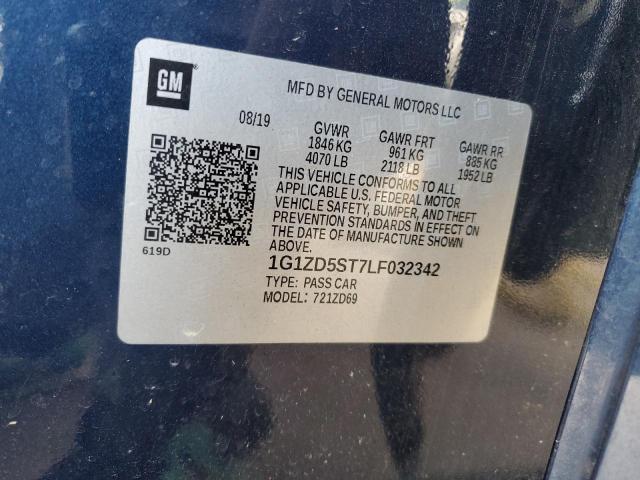 GM
MFD BY GENERAL MOTORS LLC
08/19 GVWR GAWR FRT GAWR RR
1846 KG 961 KG 885 KG
4070 LB 2118 LB 1952 LB
THIS VEHICLE CONFORMS TO ALL
APPLICABLE U.S. FEDERAL MOTOR
VEHICLE SAFETY, BUMPER, AND THEFT
PREVENTION STANDARDS IN EFFECT ON
THE DATE OF MANUFACTURE SHOWN
ABOVE.
619D
1G1ZD5ST7LF032342
TYPE: PASS CAR
MODEL: 721ZD69